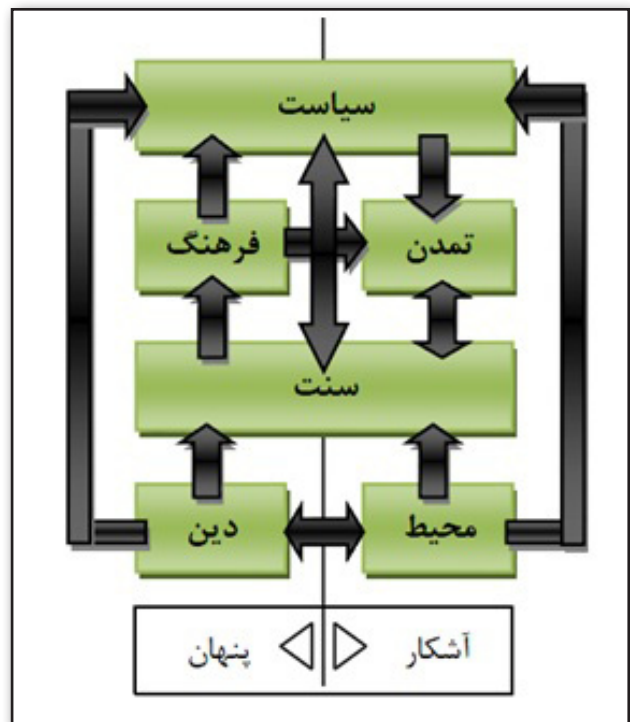 سیاست
تمدن
فرهنگ
سنت
محیط
دین
آشکار
پنهان